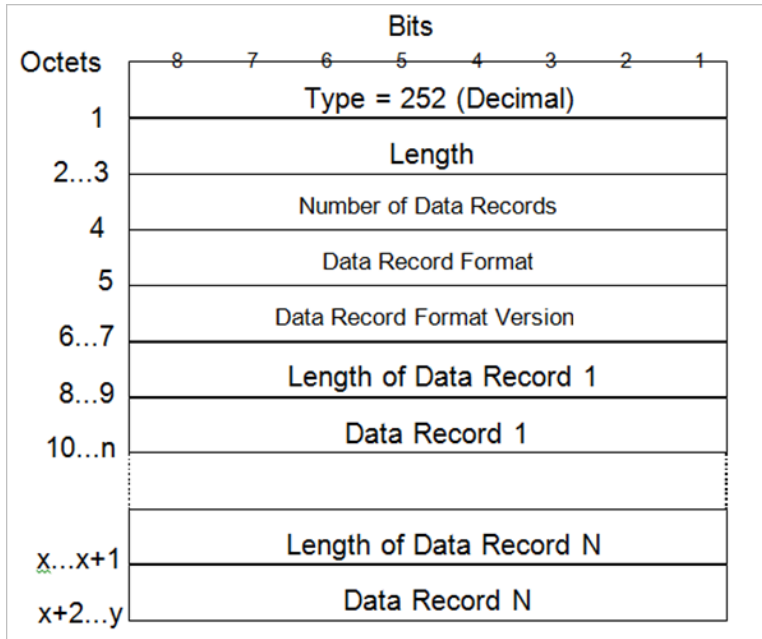 Bits
Octets 8 7 6 5 4 3 2 1
Type = 252 (Decimal)
1
Length
2...3
Number of Data Records
4
Data Record Format
5
Data Record Format Version
6...7
Length of Data Record 1
8...9
Data Record 1
10...n
Length of Data Record N
x...x+1
Data Record N
x+2...y